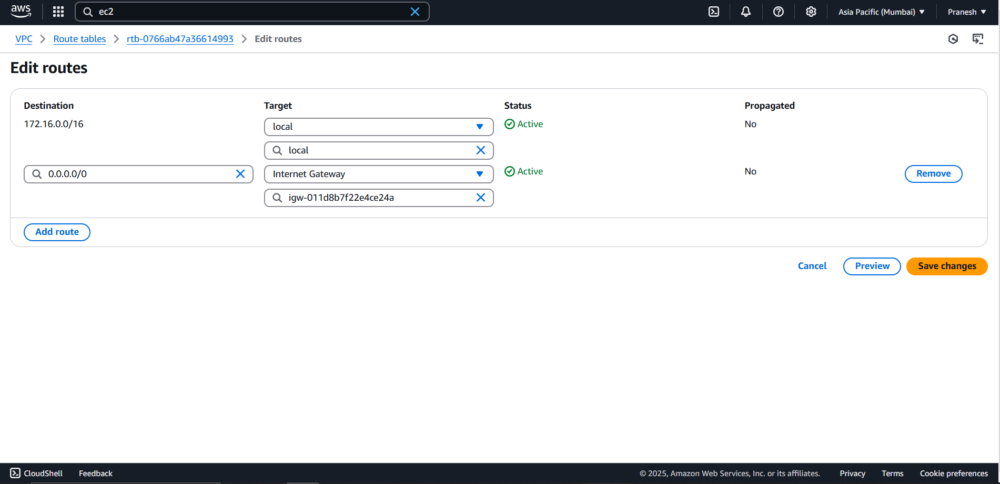 aws
ec2
Asia Pacific (Mumbai)
Pranesh
VPC
Route tables
rtb-0766ab47a36614993
Edit routes
Edit routes
Destination
Target
Status
Propagated
172.16.0.0/16
local
Active
No
local
0.0.0.0/0
Internet Gateway
Active
No
Remove
igw-011d8b7f22e4ce24a
Add route
Cancel
Preview
Save changes
CloudShell
Feedback
© 2025, Amazon Web Services, Inc. or its affiliates.
Privacy
Terms
Cookie preferences